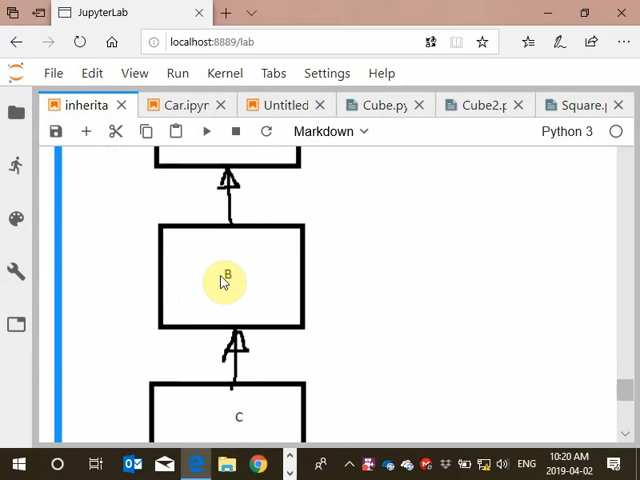 JupyterLab
localhost:8889/lab
File Edit View Run Kernel Tabs Settings Help
inherita Car.ipyn Untitled Cube.py Cube2.p Square.
Markdown Python 3
B
C
ENG 10:20 AM
2019-04-02